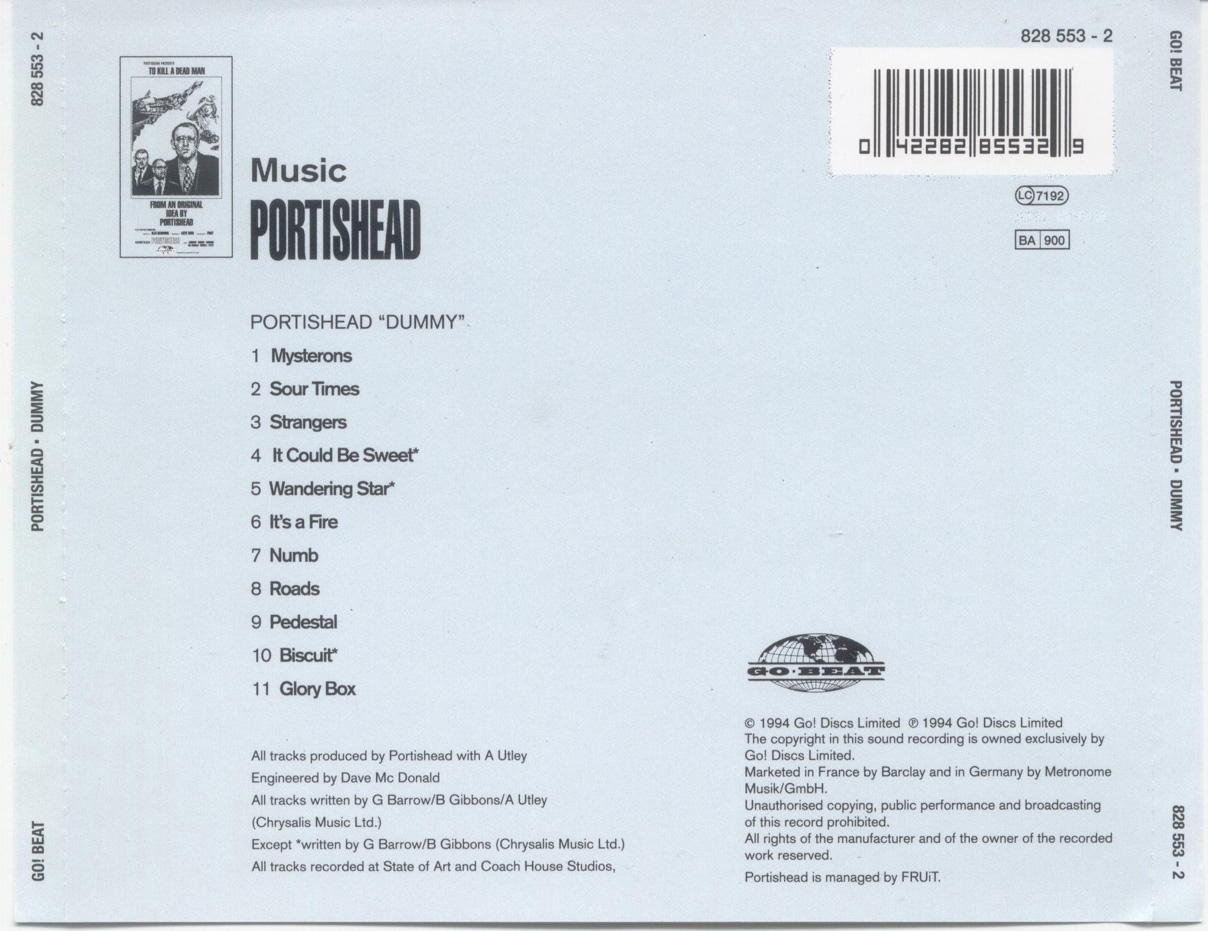 828 553 - 2
GO! BEAT
828 553 - 2
PORTISHEAD PRESENTS
TO KILL A DEAD MAN
FROM AN ORIGINAL
IDEA BY
PORTISHEAD
Music
PORTISHEAD
0 42282 85532 9
LC 7192
BA 900
PORTISHEAD “DUMMY”
1 Mysterons
2 Sour Times
3 Strangers
4 It Could Be Sweet*
5 Wandering Star*
6 It's a Fire
7 Numb
8 Roads
9 Pedestal
10 Biscuit*
11 Glory Box
PORTISHEAD • DUMMY
PORTISHEAD • DUMMY
GO·BEAT
All tracks produced by Portishead with A Utley
Engineered by Dave Mc Donald
All tracks written by G Barrow/B Gibbons/A Utley
(Chrysalis Music Ltd.)
Except *written by G Barrow/B Gibbons (Chrysalis Music Ltd.)
All tracks recorded at State of Art and Coach House Studios,
© 1994 Go! Discs Limited ℗ 1994 Go! Discs Limited
The copyright in this sound recording is owned exclusively by
Go! Discs Limited.
Marketed in France by Barclay and in Germany by Metronome
Musik/GmbH.
Unauthorised copying, public performance and broadcasting
of this record prohibited.
All rights of the manufacturer and of the owner of the recorded
work reserved.
Portishead is managed by FRUiT.
GO! BEAT
828 553 - 2